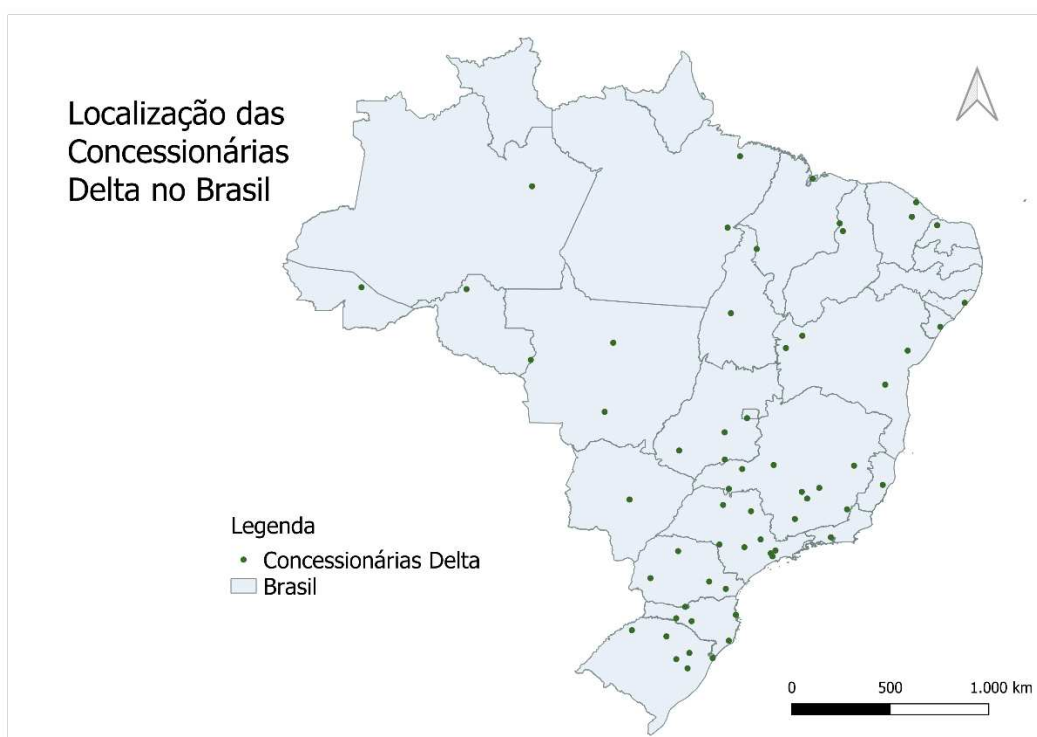 Localização das
Concessionárias
Delta no Brasil
Legenda
Concessionárias Delta
Brasil
0 500 1.000 km